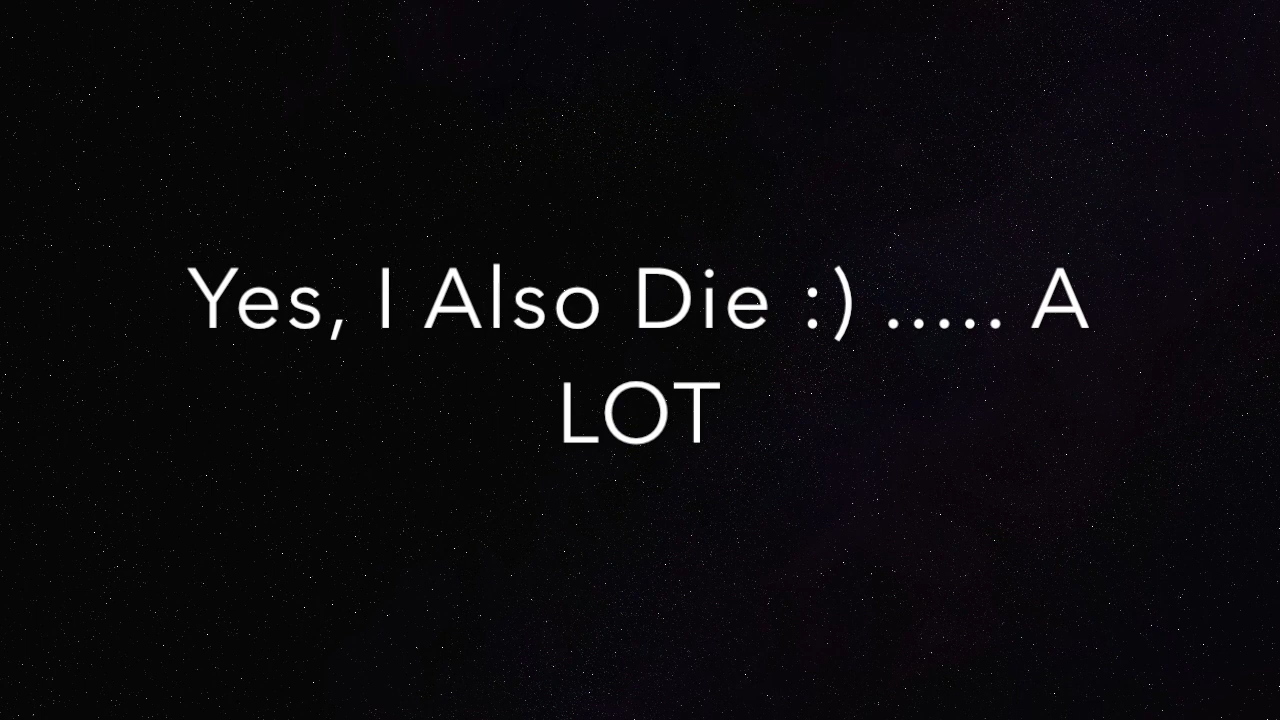 Yes, I Also Die :) ..... A
LOT